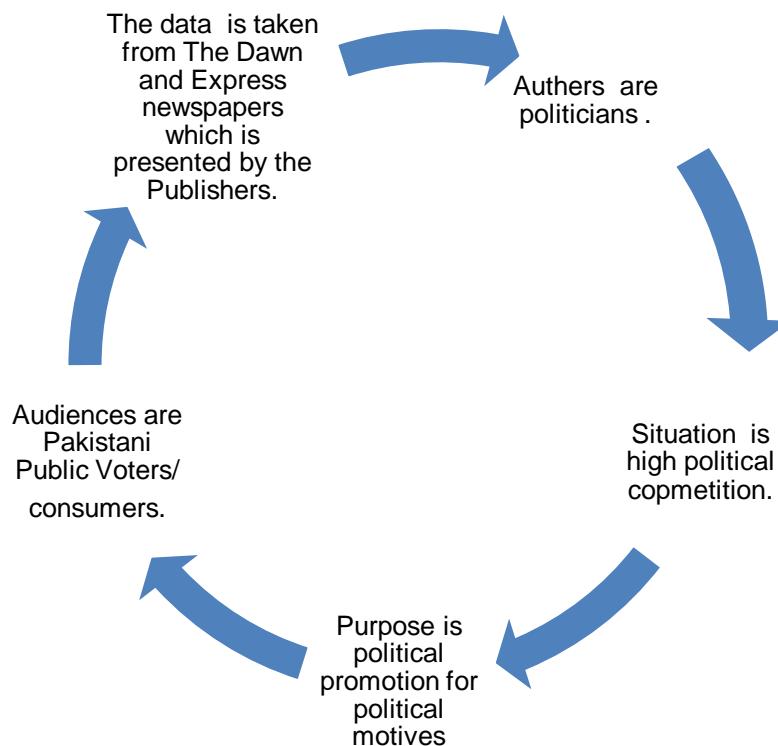 The data is taken
from The Dawn
and Express
newspapers
which is
presented by the
Publishers.
Authers are
politicians .
Situation is
high political
copmetition.
Purpose is
political
promotion for
political
motives
Audiences are
Pakistani
Public Voters/
consumers.